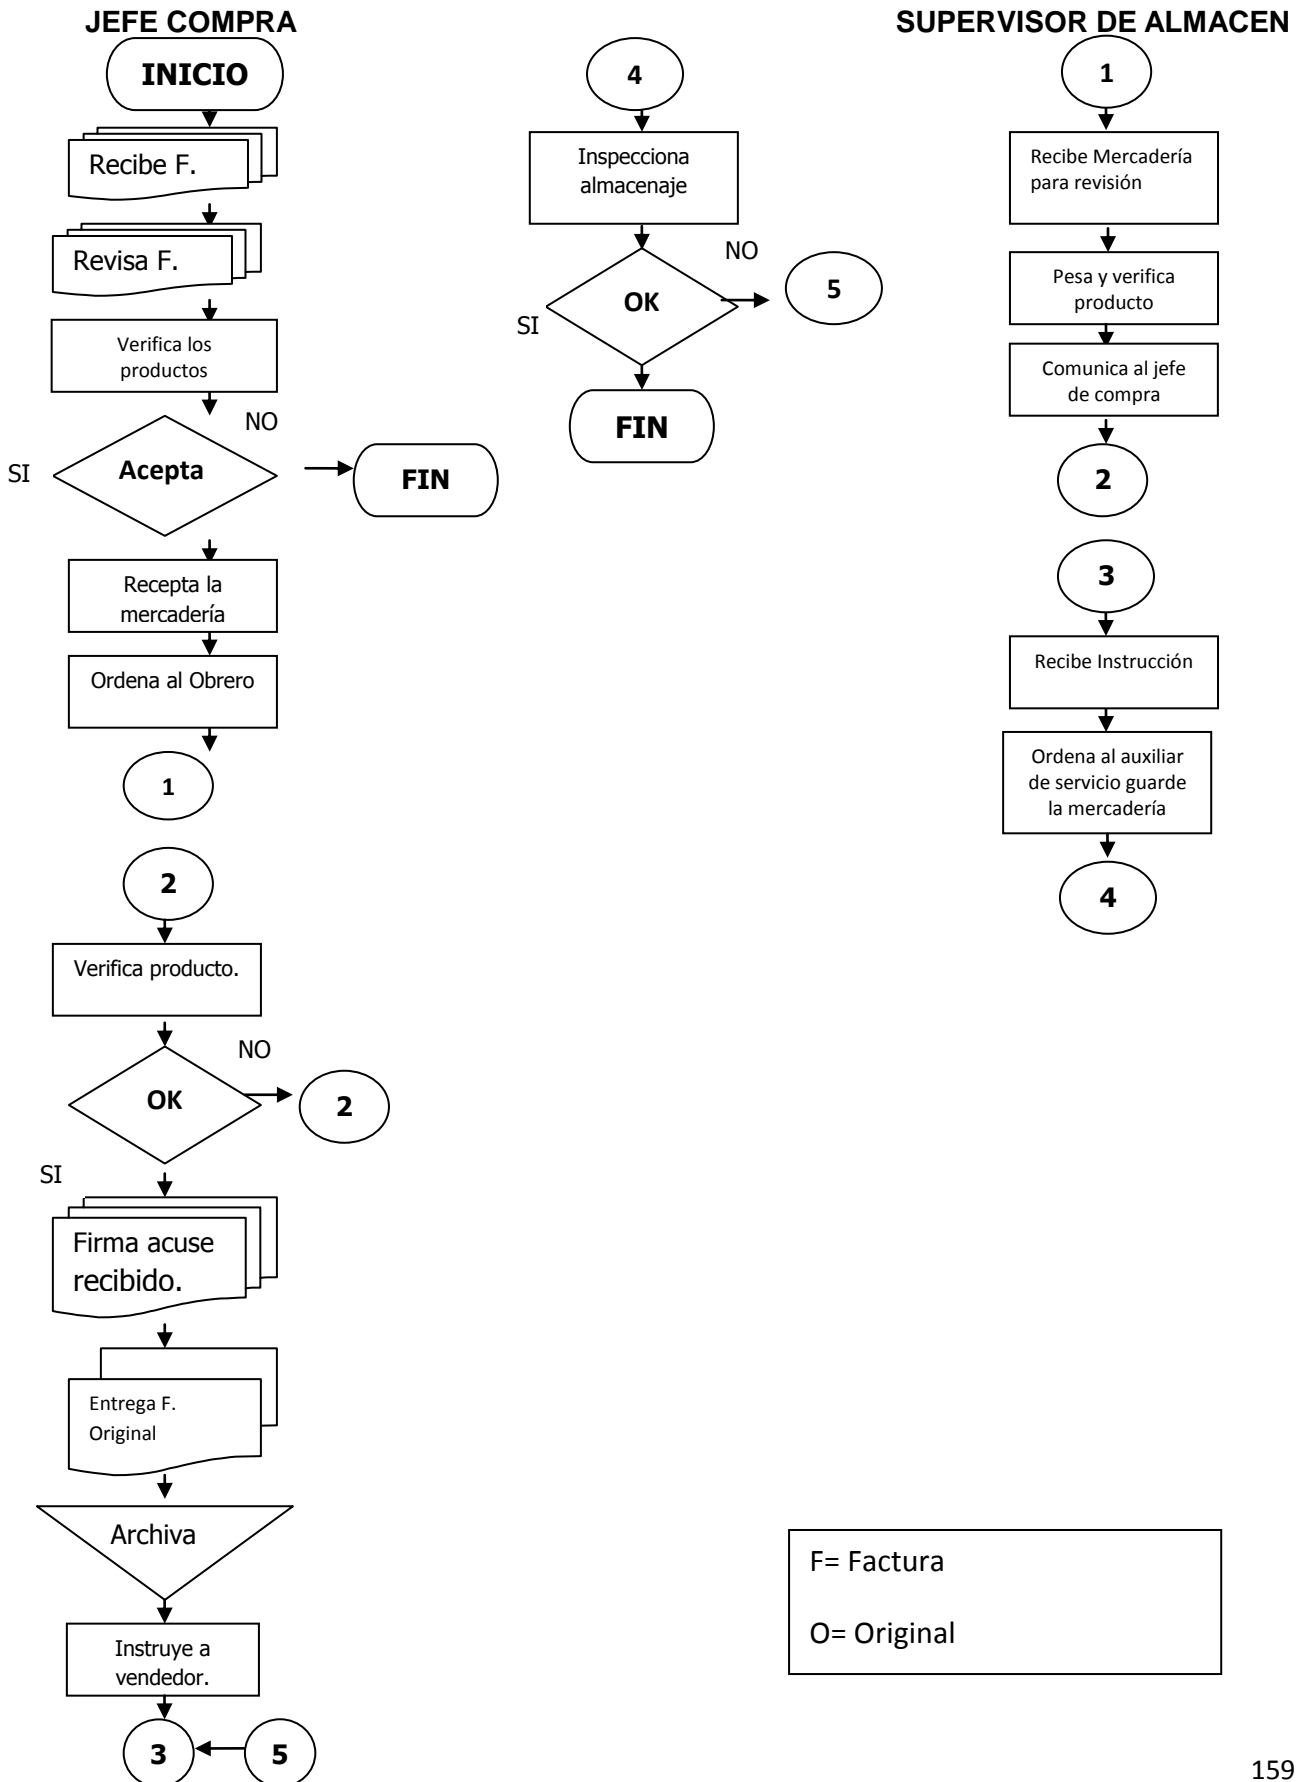 JEFE COMPRA
INICIO
Recibe F.
Revisa F.
Verifica los
productos
NO
SI
Acepta
FIN
Recepta la
mercadería
Ordena al Obrero
1
2
Verifica producto.
NO
OK
2
SI
Firma acuse
recibido.
Entrega F.
Original
Archiva
Instruye a
vendedor.
3
5
4
Inspecciona
almacenaje
NO
OK
5
SI
FIN
SUPERVISOR DE ALMACEN
1
Recibe Mercadería
para revisión
Pesa y verifica
producto
Comunica al jefe
de compra
2
3
Recibe Instrucción
Ordena al auxiliar
de servicio guarde
la mercadería
4
F= Factura
O= Original
159